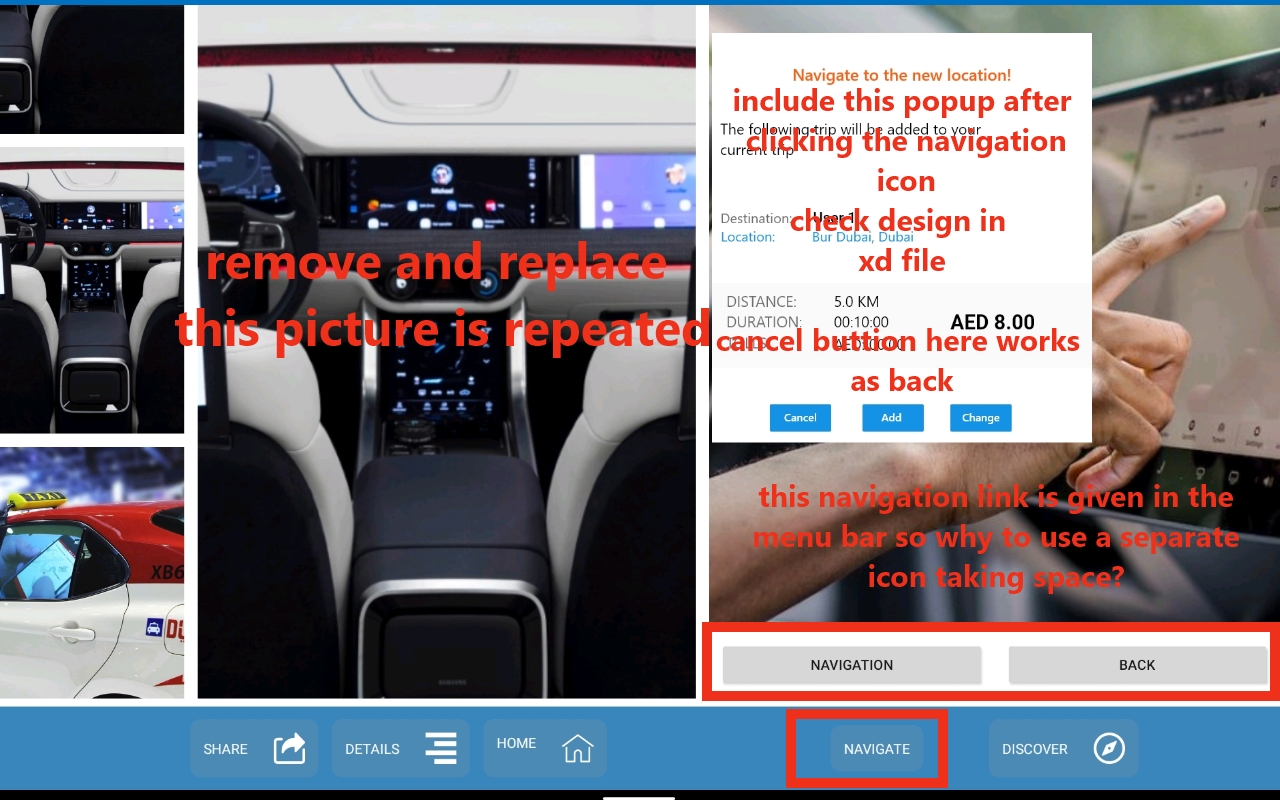 Navigate to the new location!
include this popup after
The following trip will be added to your
clicking the navigation
current trip
icon
Destination: User 1
check design in
Location: Bur Dubai, Dubai
xd file
remove and replace
this picture is repeated
DISTANCE: 5.0 KM
DURATION: 00:10:00
AED 8.00
cancel button here works
as back
Cancel
Add
Change
this navigation link is given in the
menu bar so why to use a separate
icon taking space?
TAXI
XB6
NAVIGATION
BACK
SHARE
DETAILS
HOME
NAVIGATE
DISCOVER
SAMSUNG